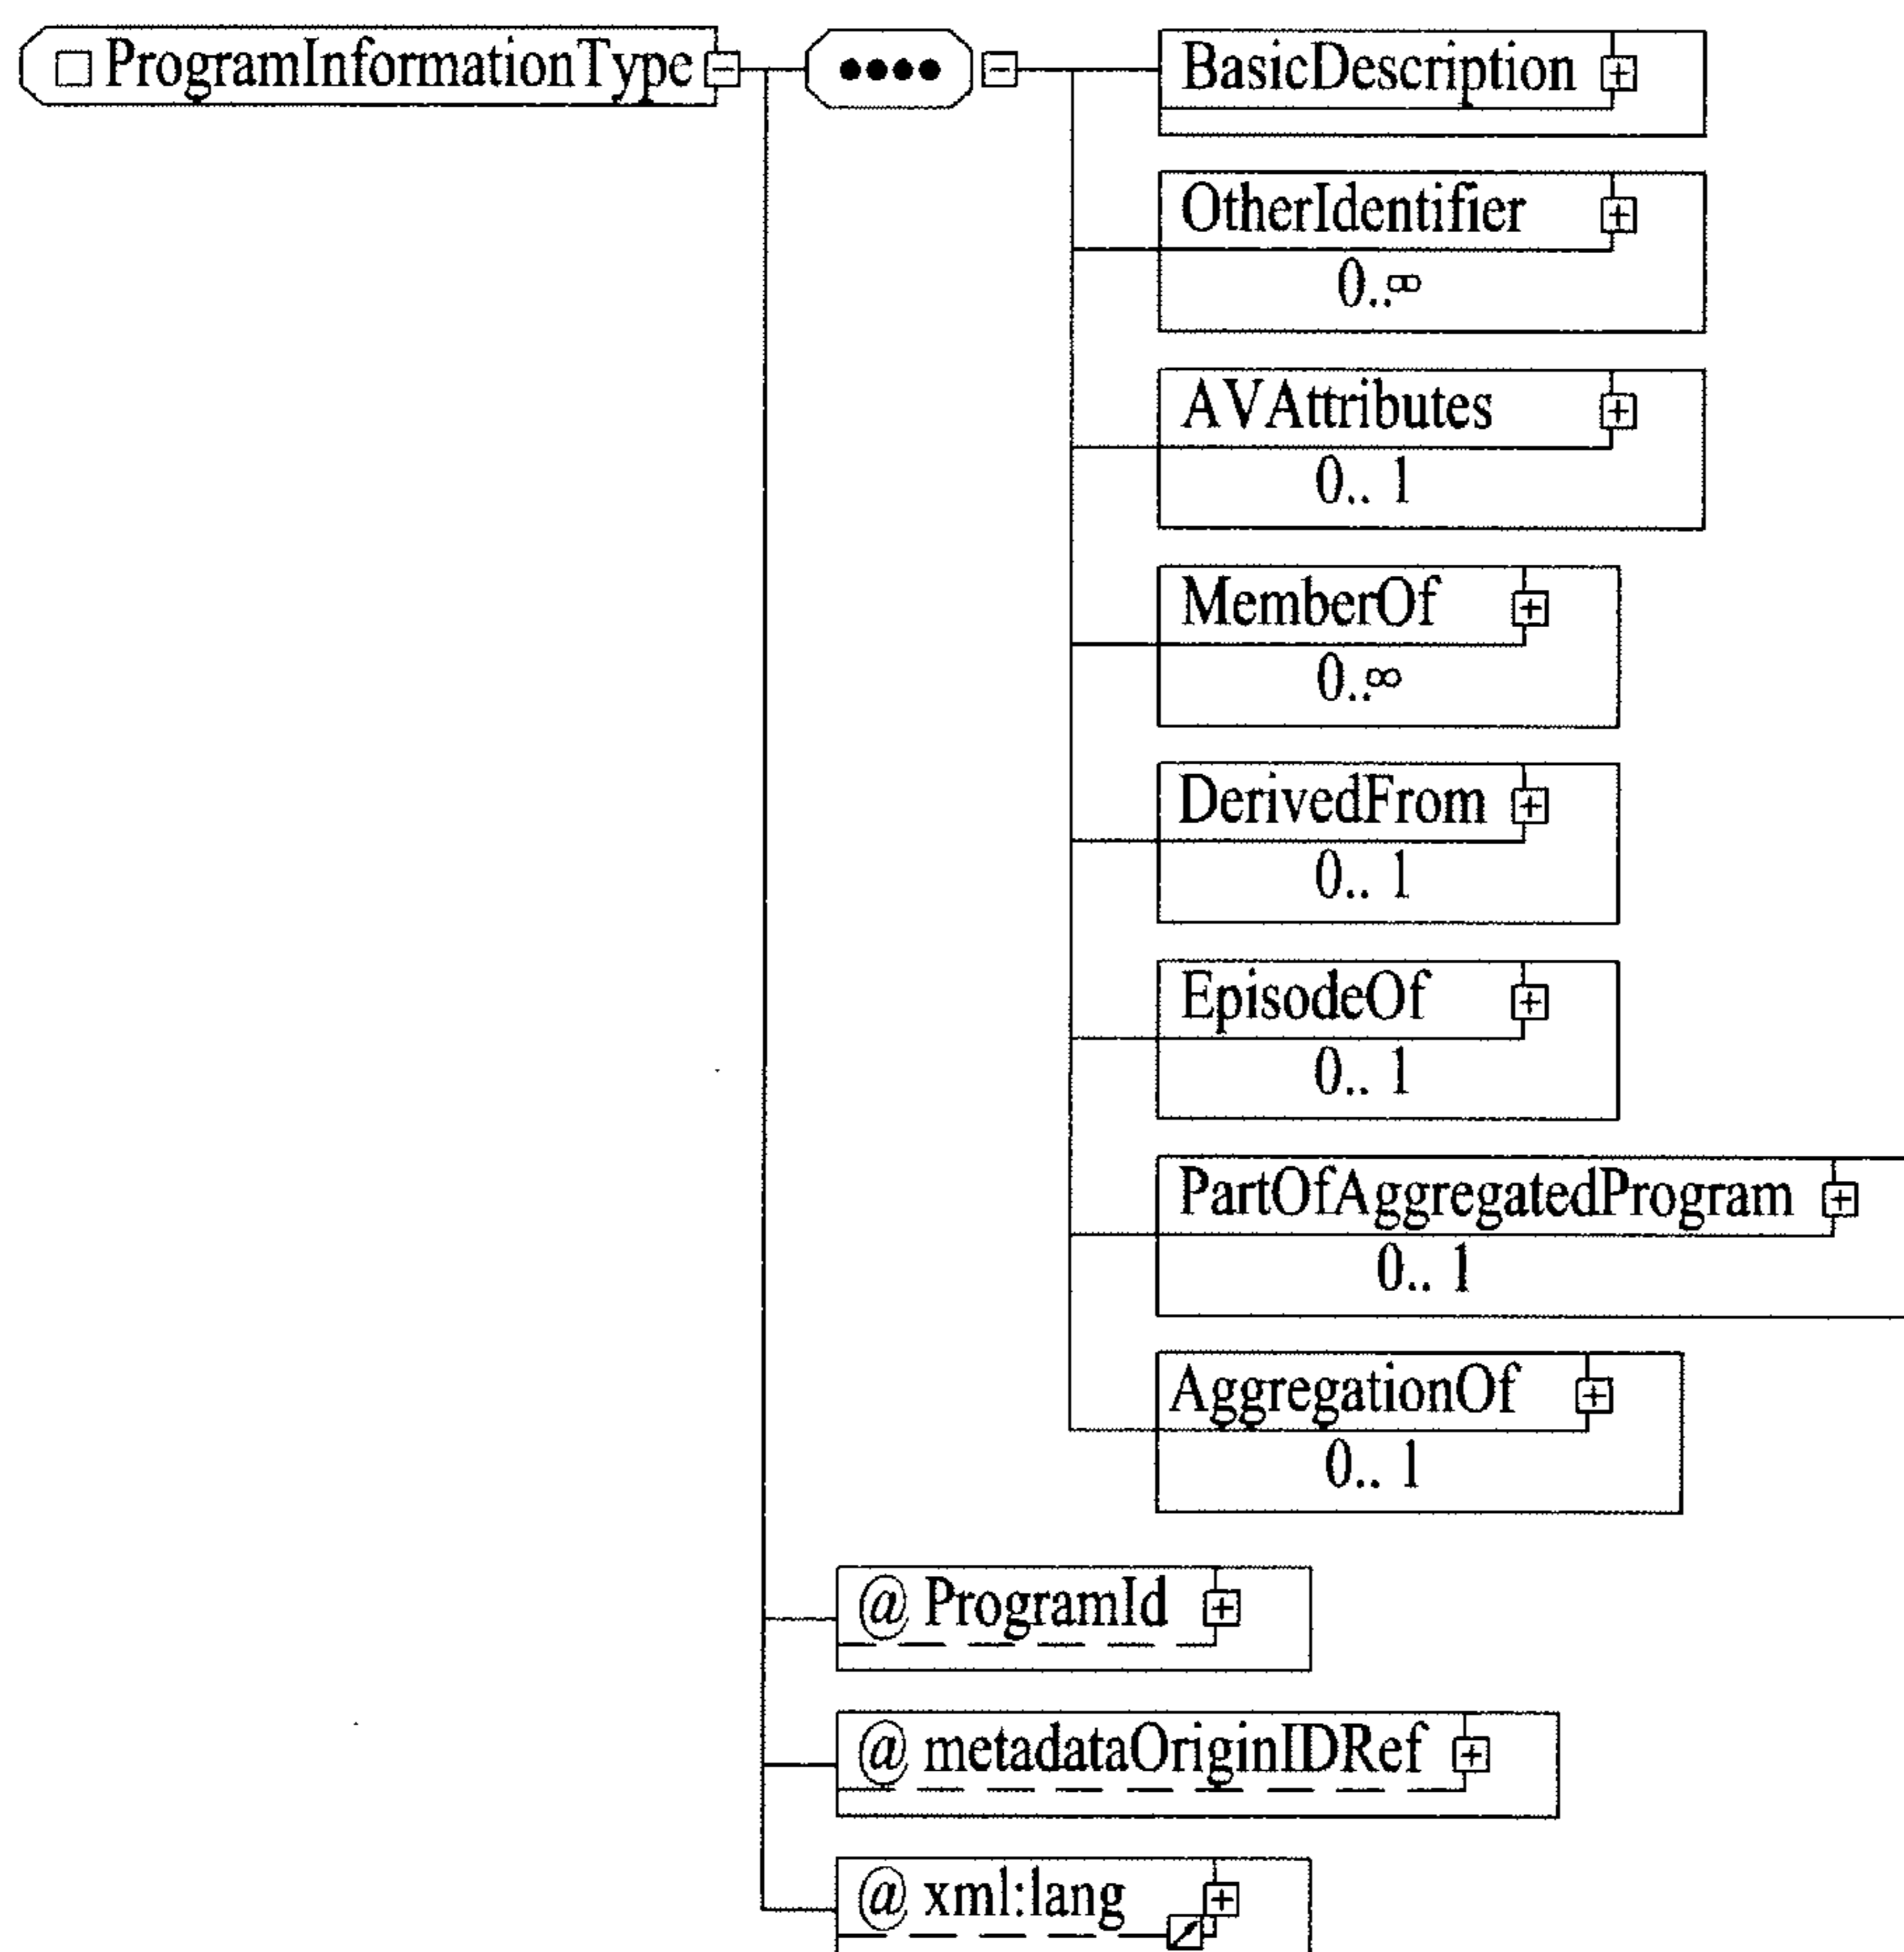 ProgramInformationType
BasicDescription
OtherIdentifier
0..∞
AVAttributes
0.. 1
MemberOf
0..∞
DerivedFrom
0.. 1
EpisodeOf
0.. 1
PartOfAggregatedProgram
0.. 1
AggregationOf
0.. 1
@ ProgramId
@ metadataOriginIDRef
@ xml:lang